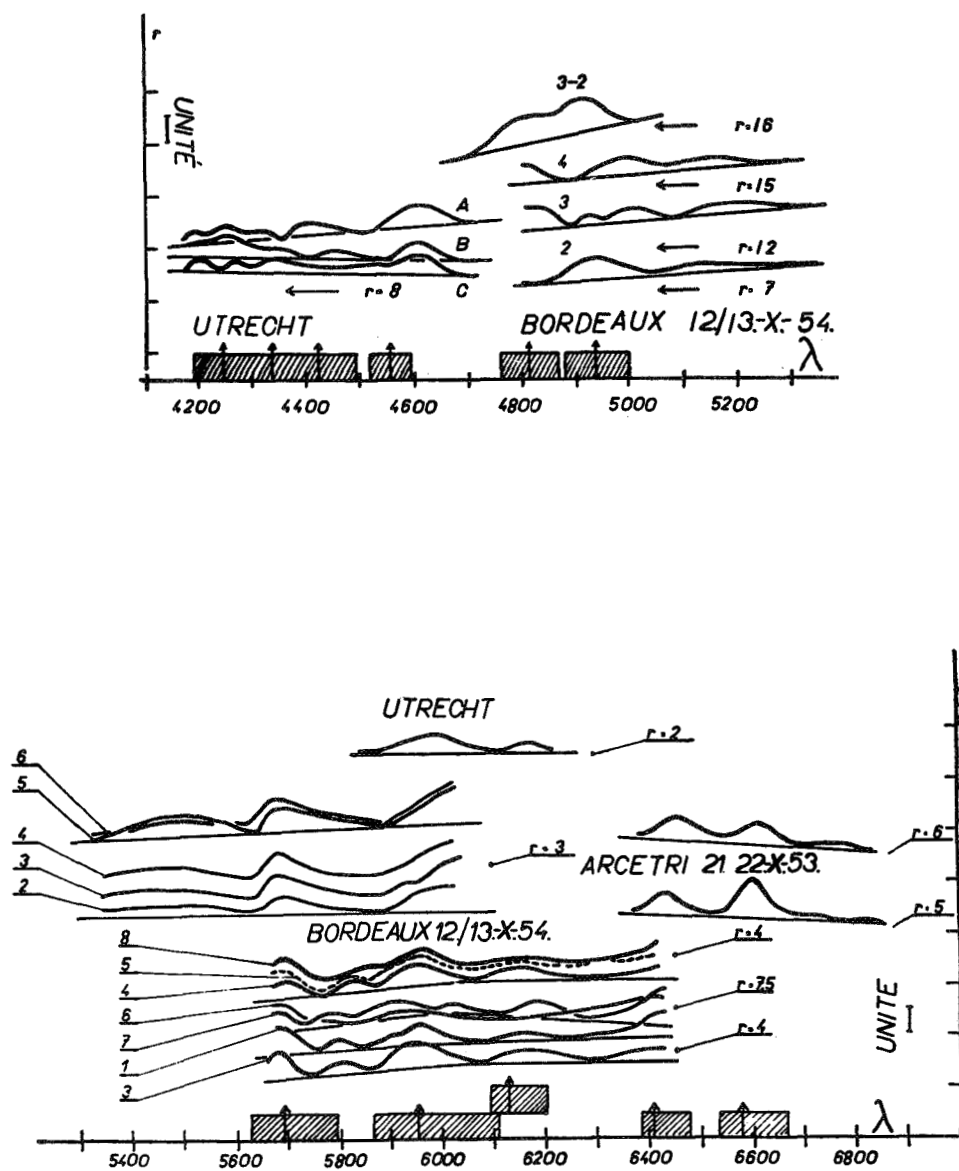 r
UNITÉ
3-2
r=16
4
r=15
A
3
B
2
r=12
C
r=8
r=7
UTRECHT
BORDEAUX 12/13.-X.-54.
λ
4200 4400 4600 4800 5000 5200
UTRECHT
r=2
6
5
4
r=3
r=6
3
ARCETRI 21. 22-X-53.
2
r=5
BORDEAUX 12/13.-X-54.
8
r=4
5
4
6
r=7.5
7
UNITE
1
r=4
3
λ
5400 5600 5800 6000 6200 6400 6600 6800